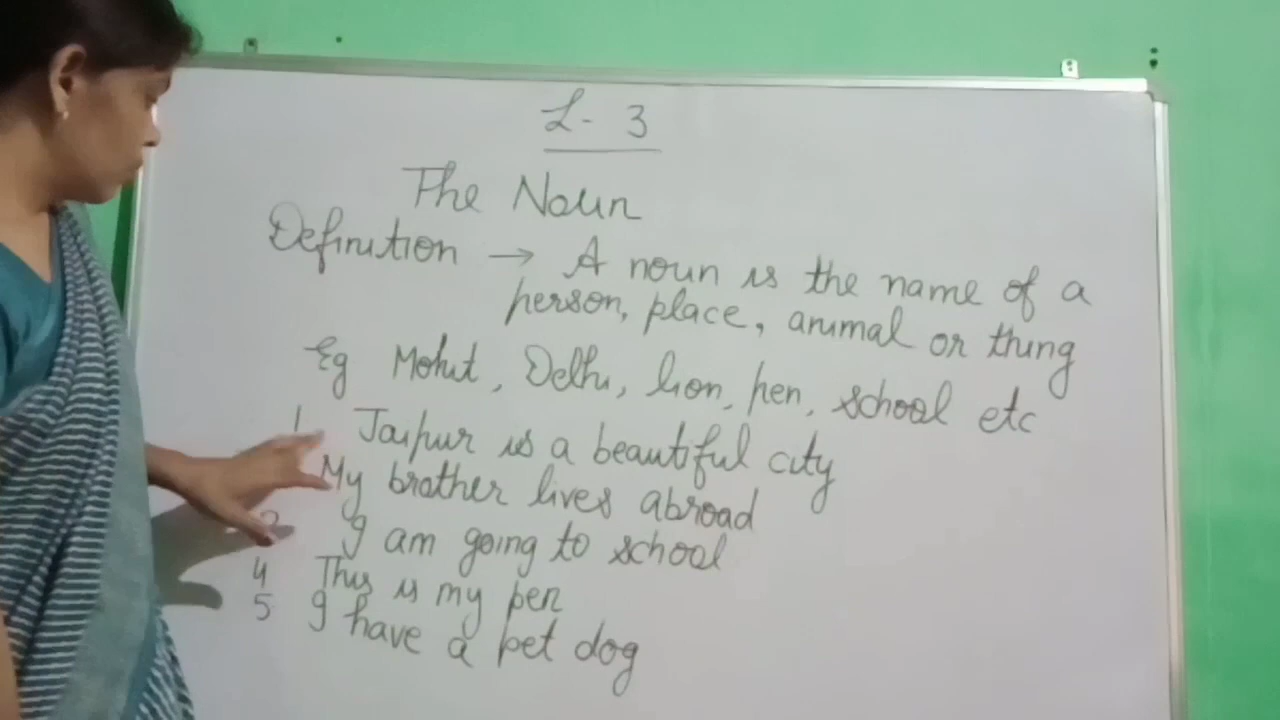 L- 3
The Noun
Definition → A noun is the name of a
person, place, animal or thing
Eg Mohit, Delhi, lion, pen, school etc
1 Jaipur is a beautiful city
My brother lives abroad
3 I am going to school
4 This is my pen
5 I have a pet dog